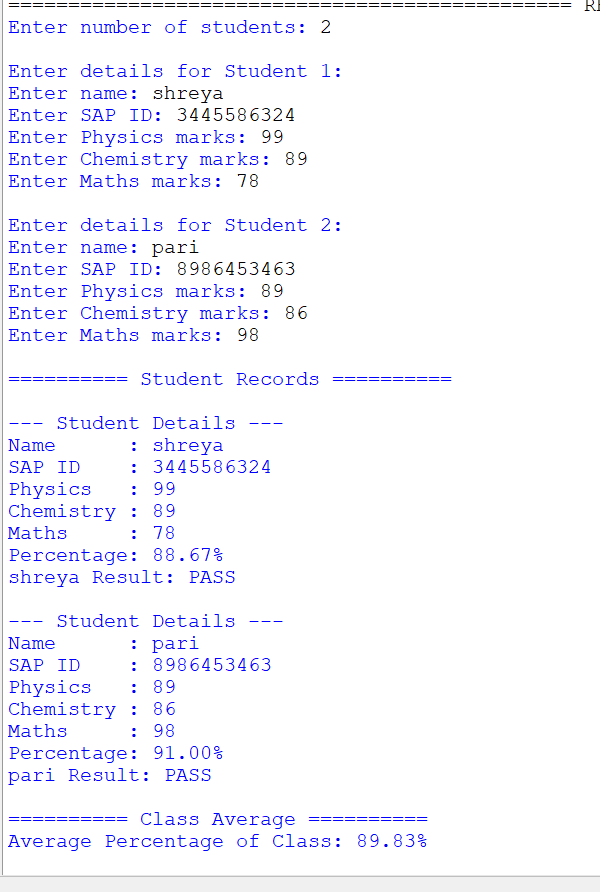 ============================================== R
Enter number of students: 2
Enter details for Student 1:
Enter name: shreya
Enter SAP ID: 3445586324
Enter Physics marks: 99
Enter Chemistry marks: 89
Enter Maths marks: 78
Enter details for Student 2:
Enter name: pari
Enter SAP ID: 8986453463
Enter Physics marks: 89
Enter Chemistry marks: 86
Enter Maths marks: 98
========== Student Records ==========
--- Student Details ---
Name      : shreya
SAP ID    : 3445586324
Physics   : 99
Chemistry : 89
Maths     : 78
Percentage: 88.67%
shreya Result: PASS
--- Student Details ---
Name      : pari
SAP ID    : 8986453463
Physics   : 89
Chemistry : 86
Maths     : 98
Percentage: 91.00%
pari Result: PASS
========== Class Average ==========
Average Percentage of Class: 89.83%